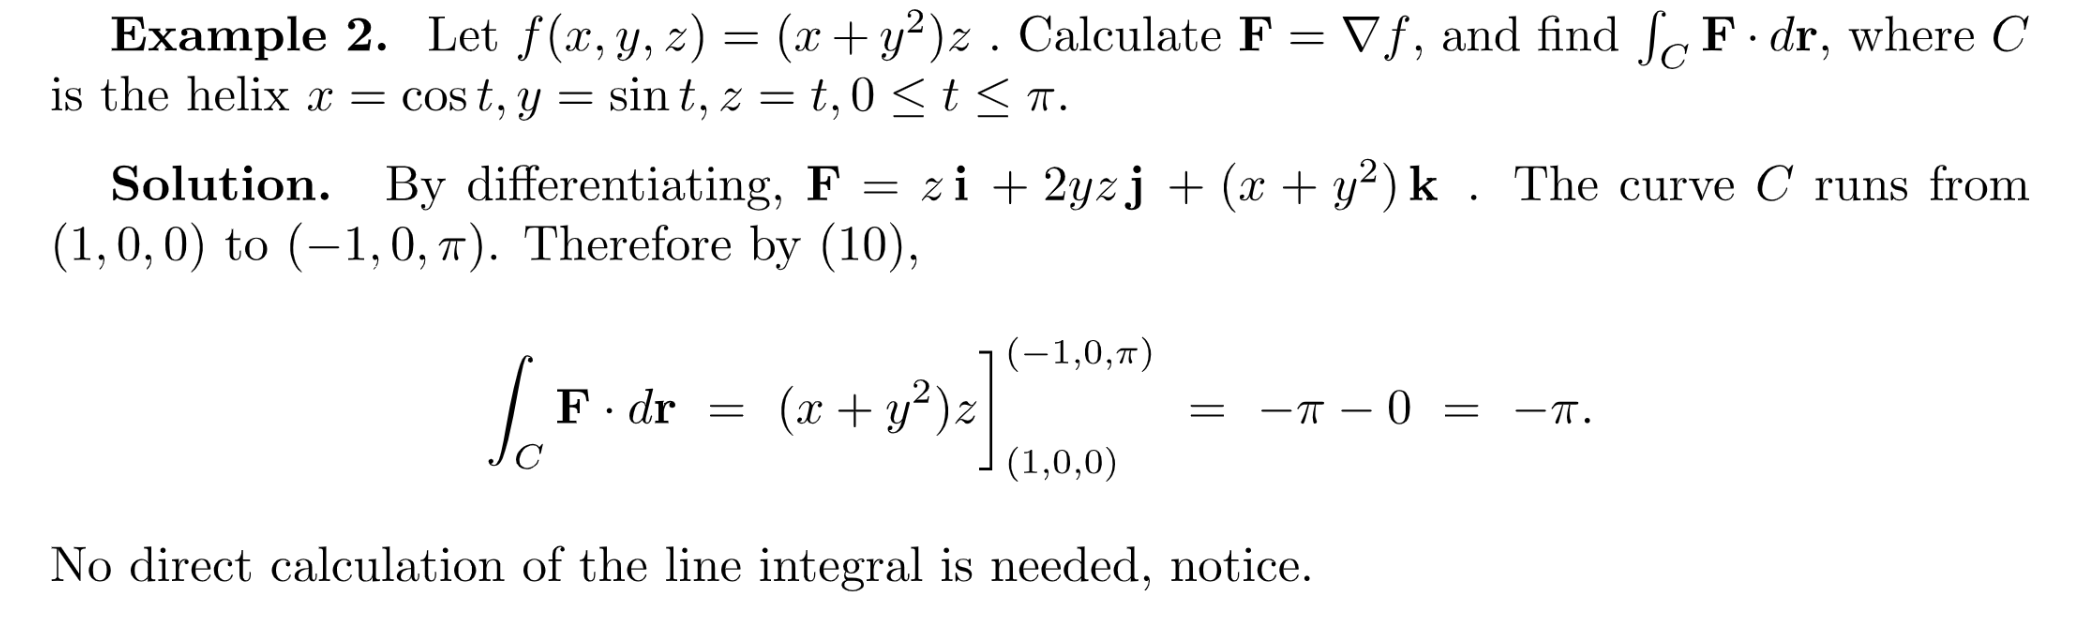 Example 2. Let f(x, y, z) = (x + y²)z . Calculate F = ∇f, and find ∫_C F · dr, where C
is the helix x = cos t, y = sin t, z = t, 0 ≤ t ≤ π.
Solution. By differentiating, F = z i + 2yz j + (x + y²) k . The curve C runs from
(1, 0, 0) to (−1, 0, π). Therefore by (10),
∫_C F · dr = (x + y²)z ]_(1,0,0)^(−1,0,π) = −π − 0 = −π.
No direct calculation of the line integral is needed, notice.